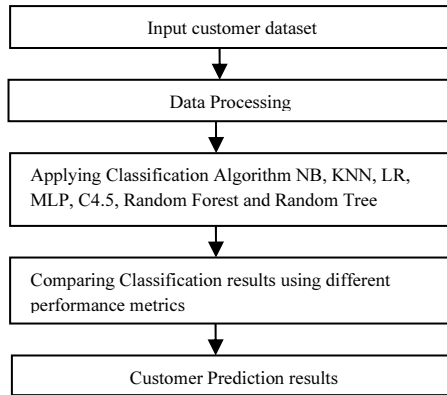 Input customer dataset
Data Processing
Applying Classification Algorithm NB, KNN, LR,
MLP, C4.5, Random Forest and Random Tree
Comparing Classification results using different
performance metrics
Customer Prediction results